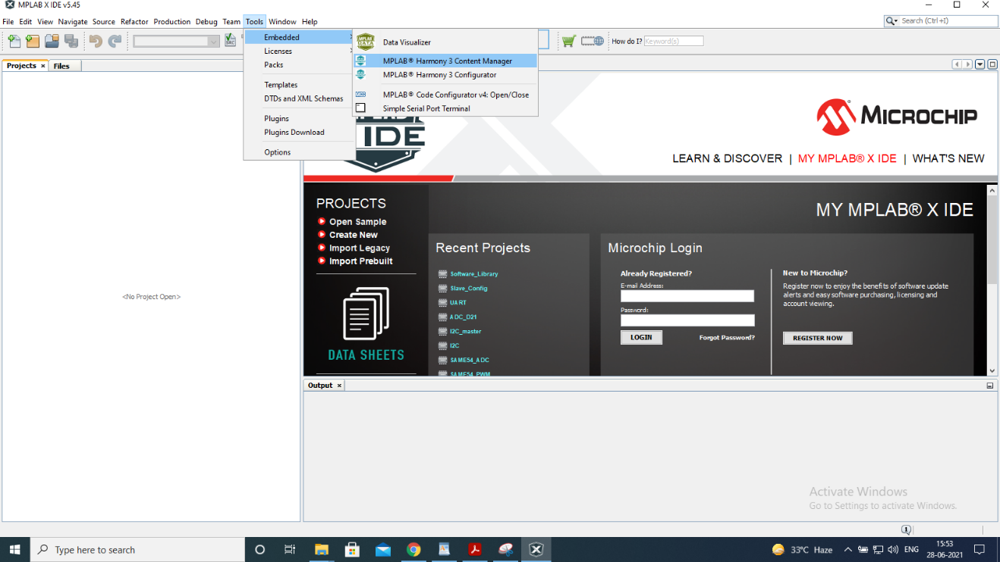 MPLAB X IDE v5.45
File Edit View Navigate Source Refactor Production Debug Team Tools Window Help
Search (Ctrl+I)
How do I? Keyword(s)
Embedded
Licenses
Packs
Templates
DTDs and XML Schemas
Plugins
Plugins Download
Options
Data Visualizer
MPLAB® Harmony 3 Content Manager
MPLAB® Harmony 3 Configurator
MPLAB® Code Configurator v4: Open/Close
Simple Serial Port Terminal
Projects
Files
<No Project Open>
IDE
MICROCHIP
LEARN & DISCOVER | MY MPLAB® X IDE | WHAT'S NEW
MY MPLAB® X IDE
PROJECTS
Open Sample
Create New
Import Legacy
Import Prebuilt
DATA SHEETS
Recent Projects
Software_Library
Slave_Config
UART
ADC_D21
I2C_master
I2C
SAME54_ADC
SAME54_PWM
Microchip Login
Already Registered?
E-mail Address:
Password:
LOGIN
Forgot Password?
New to Microchip?
Register now to enjoy the benefits of software update
alerts and easy software purchasing, licensing and
account viewing.
REGISTER NOW
Output
Activate Windows
Go to Settings to activate Windows.
1
Type here to search
33°C Haze
ENG
15:53
28-06-2021